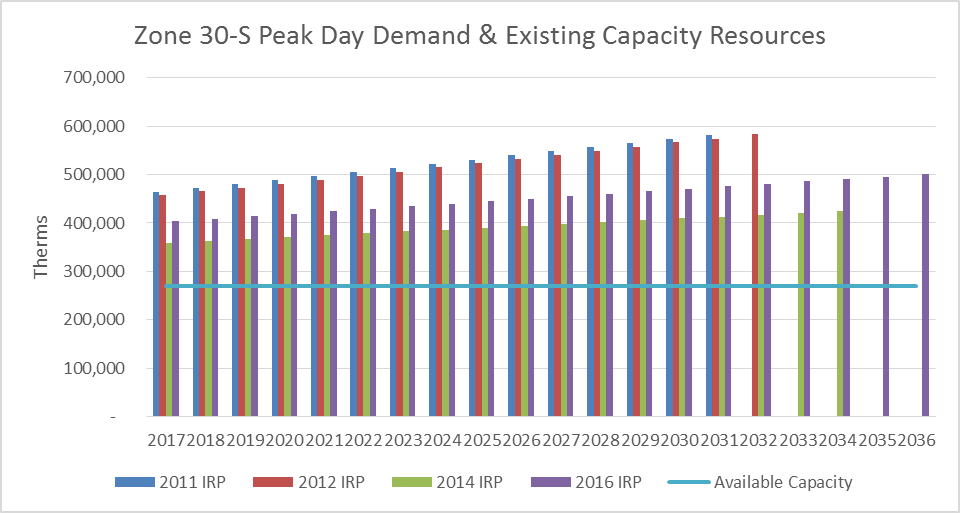 Zone 30-S Peak Day Demand & Existing Capacity Resources
700,000
600,000
500,000
400,000
300,000
200,000
100,000
-
Therms
2017 2018 2019 2020 2021 2022 2023 2024 2025 2026 2027 2028 2029 2030 2031 2032 2033 2034 2035 2036
2011 IRP 2012 IRP 2014 IRP 2016 IRP Available Capacity